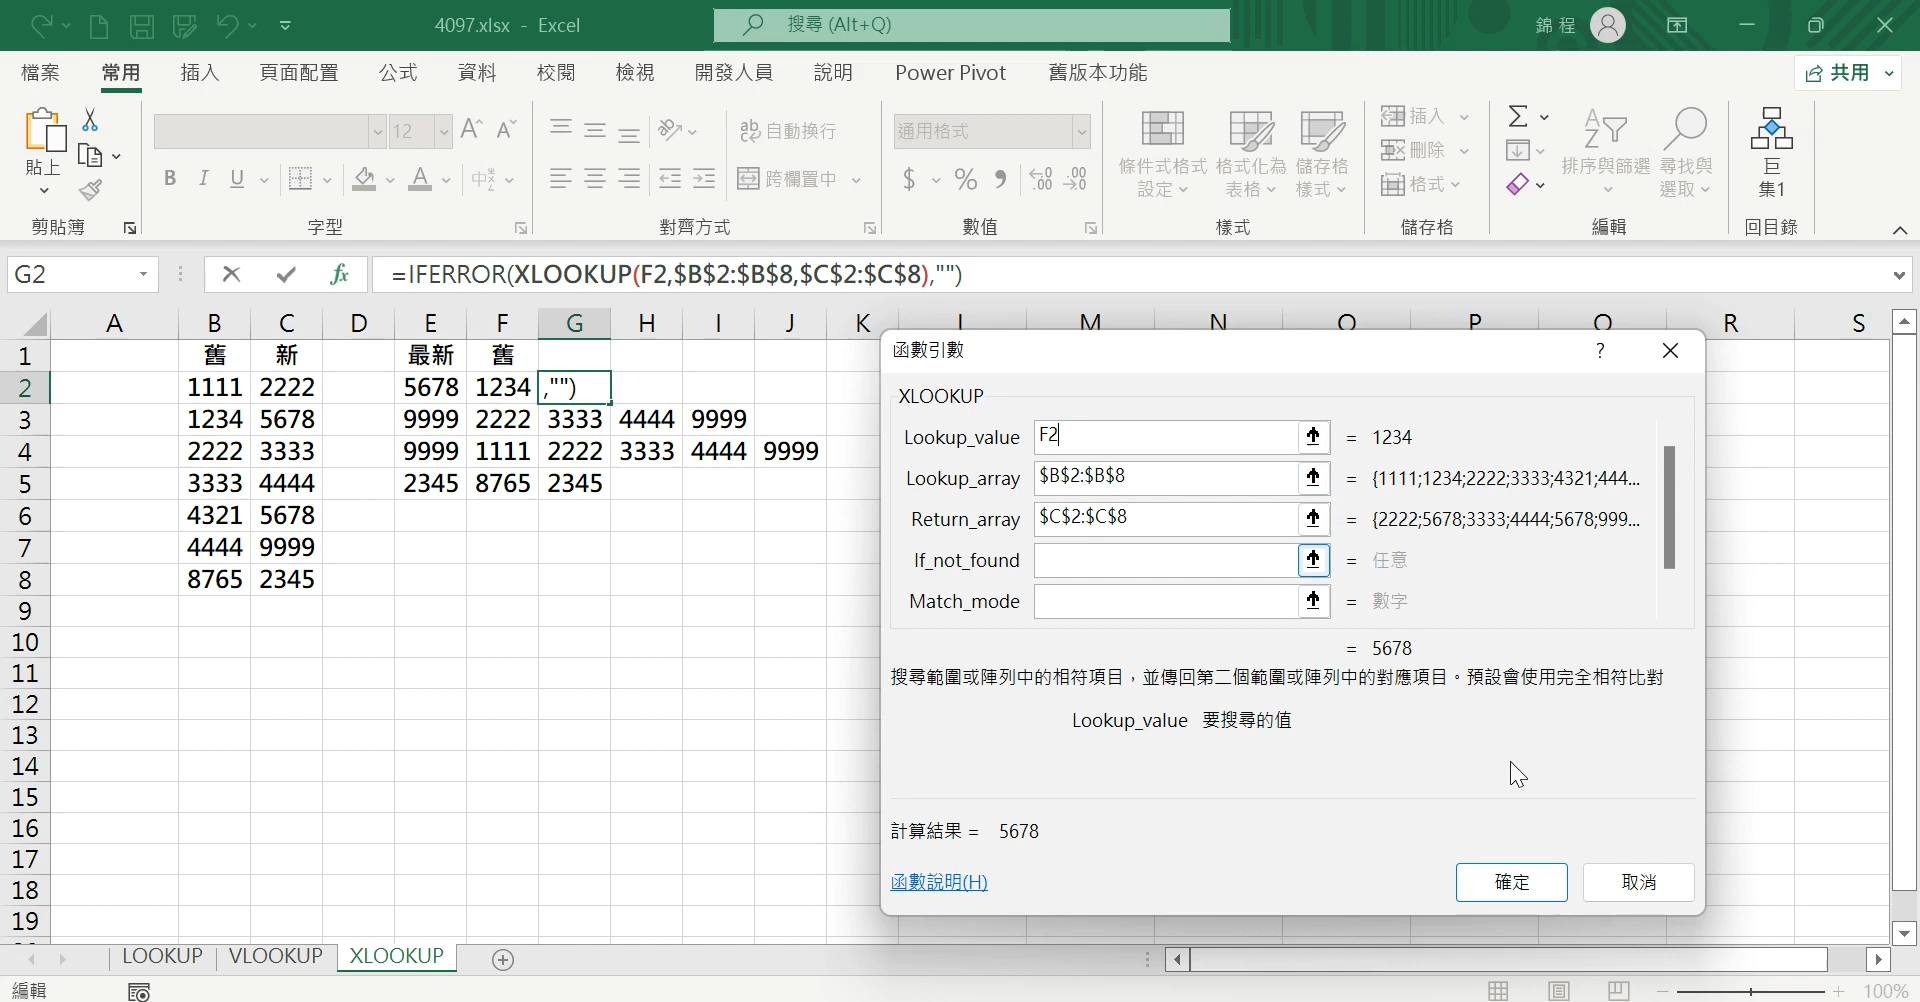 4097.xlsx - Excel
搜尋 (Alt+Q)
錦 程
檔案 常用 插入 頁面配置 公式 資料 校閱 檢視 開發人員 說明 Power Pivot 舊版本功能 共用
12 自動換行 通用格式 插入
貼上 條件式格式 格式化為 儲存格 刪除 排序與篩選 尋找與 巨
B I U 跨欄置中 設定 表格 樣式 格式 選取 集1
剪貼簿 字型 對齊方式 數值 樣式 儲存格 編輯 回目錄
G2 fx =IFERROR(XLOOKUP(F2,$B$2:$B$8,$C$2:$C$8),"")
A B C D E F G H I J K L M N O P Q R S
1 舊 新 最新 舊
2 1111 2222 5678 1234 ,"")
3 1234 5678 9999 2222 3333 4444 9999
4 2222 3333 9999 1111 2222 3333 4444 9999
5 3333 4444 2345 8765 2345
6 4321 5678
7 4444 9999
8 8765 2345
9
10
11
12
13
14
15
16
17
18
19
函數引數 ?
XLOOKUP
Lookup_value F2 = 1234
Lookup_array $B$2:$B$8 = {1111;1234;2222;3333;4321;444...
Return_array $C$2:$C$8 = {2222;5678;3333;4444;5678;999...
If_not_found = 任意
Match_mode = 數字
= 5678
搜尋範圍或陣列中的相符項目，並傳回第二個範圍或陣列中的對應項目。預設會使用完全相符比對
Lookup_value 要搜尋的值
計算結果 = 5678
函數說明(H)
確定 取消
LOOKUP VLOOKUP XLOOKUP
編輯 100%